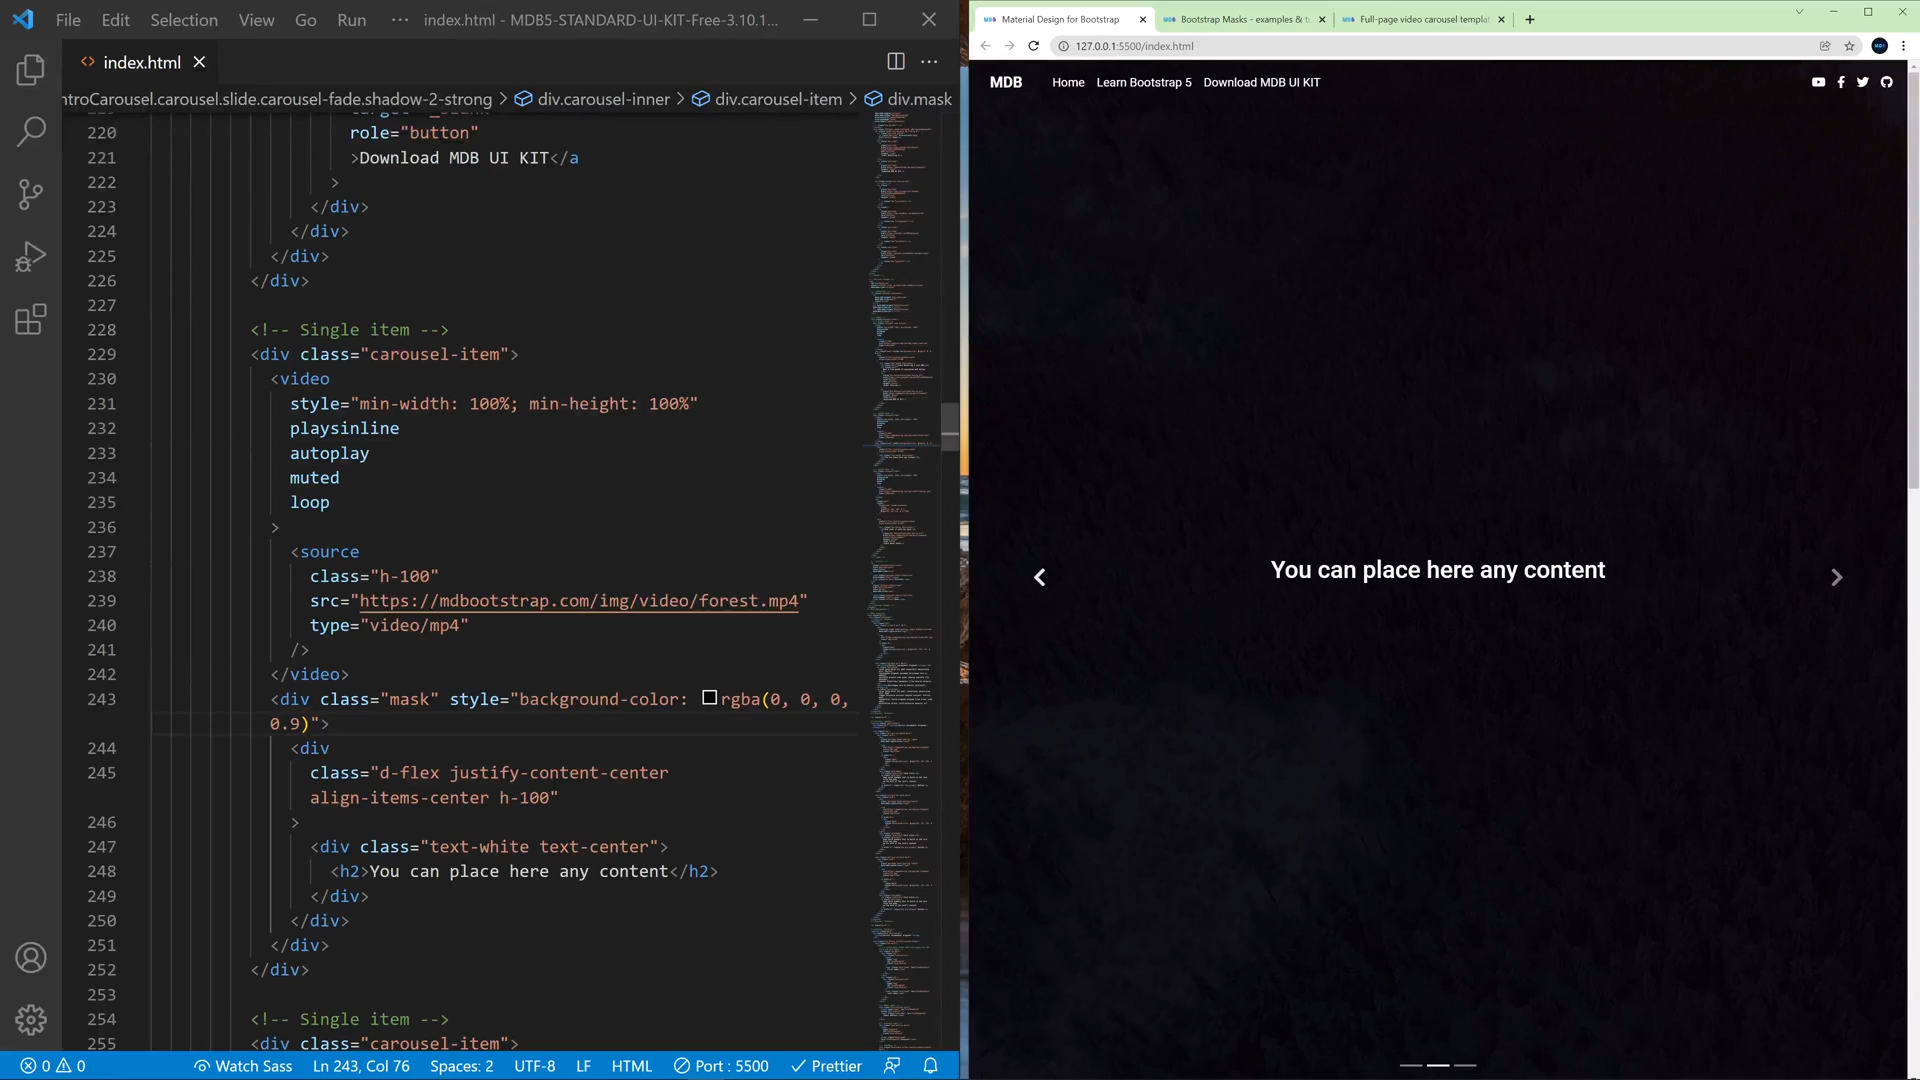 File Edit Selection View Go Run ··· index.html - MDB5-STANDARD-UI-KIT-Free-3.10.1...
index.html
ntroCarousel.carousel.slide.carousel-fade.shadow-2-strong > div.carousel-inner > div.carousel-item > div.mask
220 role="button"
221 >Download MDB UI KIT</a
222 >
223 </div>
224 </div>
225 </div>
226 </div>
227
228 <!-- Single item -->
229 <div class="carousel-item">
230 <video
231 style="min-width: 100%; min-height: 100%"
232 playsinline
233 autoplay
234 muted
235 loop
236 >
237 <source
238 class="h-100"
239 src="https://mdbootstrap.com/img/video/forest.mp4"
240 type="video/mp4"
241 />
242 </video>
243 <div class="mask" style="background-color: rgba(0, 0, 0,
0.9)">
244 <div
245 class="d-flex justify-content-center
align-items-center h-100"
246 >
247 <div class="text-white text-center">
248 <h2>You can place here any content</h2>
249 </div>
250 </div>
251 </div>
252 </div>
253
254 <!-- Single item -->
255 <div class="carousel-item">
0 0 Watch Sass Ln 243, Col 76 Spaces: 2 UTF-8 LF HTML Port : 5500 Prettier
Material Design for Bootstrap
Bootstrap Masks - examples & tu
Full-page video carousel templat
127.0.0.1:5500/index.html
MDB Home Learn Bootstrap 5 Download MDB UI KIT
You can place here any content